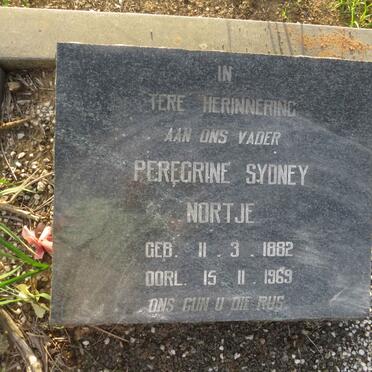 IN
TERE HERINNERING
AAN ONS VADER
PEREGRINE SYDNEY
NORTJE
GEB. 11.3.1882
OORL. 15.11.1969
ONS GUN U DIE RUS